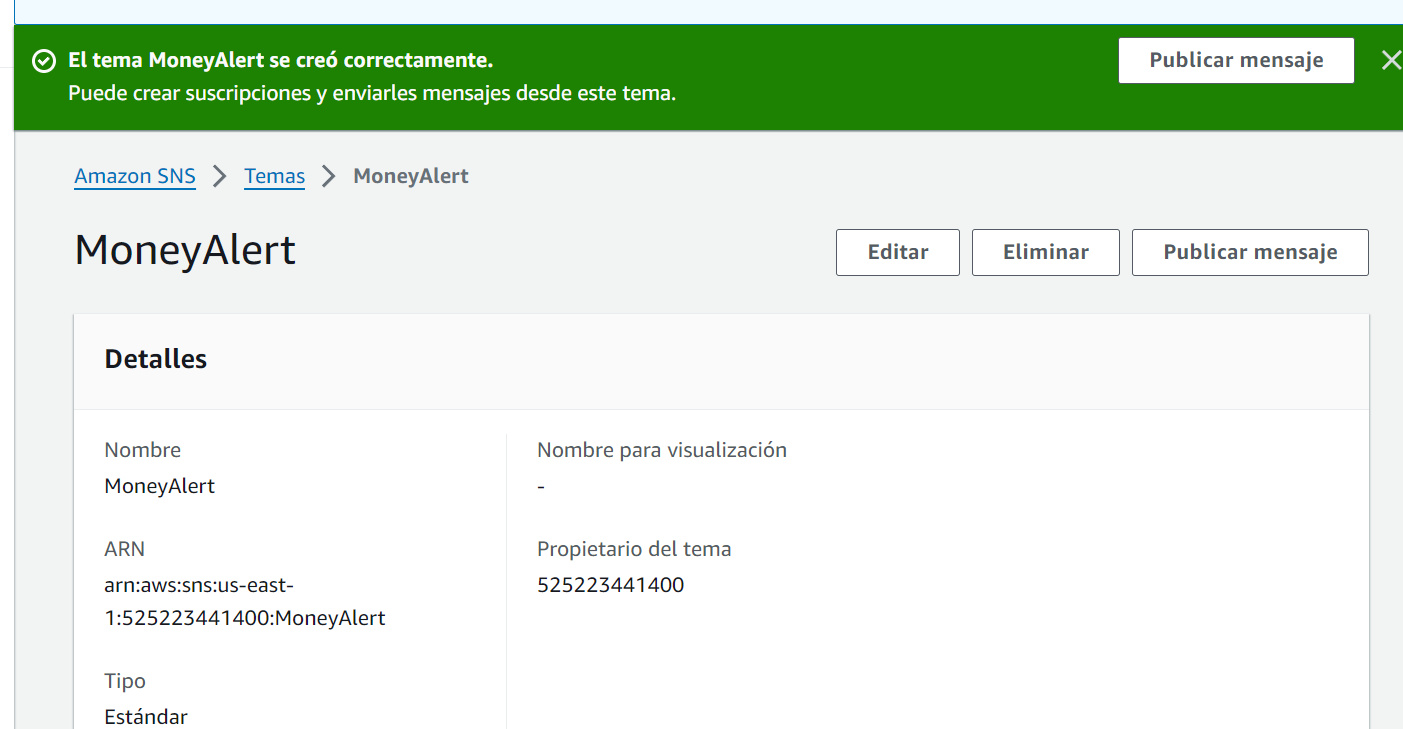 El tema MoneyAlert se creó correctamente.
Puede crear suscripciones y enviarles mensajes desde este tema.
Publicar mensaje
Amazon SNS
Temas
MoneyAlert
MoneyAlert
Editar
Eliminar
Publicar mensaje
Detalles
Nombre
MoneyAlert
Nombre para visualización
-
ARN
arn:aws:sns:us-east-
1:525223441400:MoneyAlert
Propietario del tema
525223441400
Tipo
Estándar